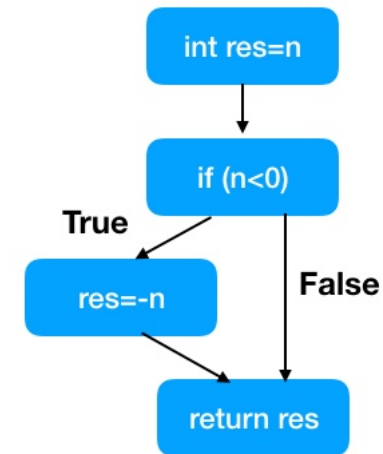 int res=n
if (n<0)
True
False
res=-n
return res